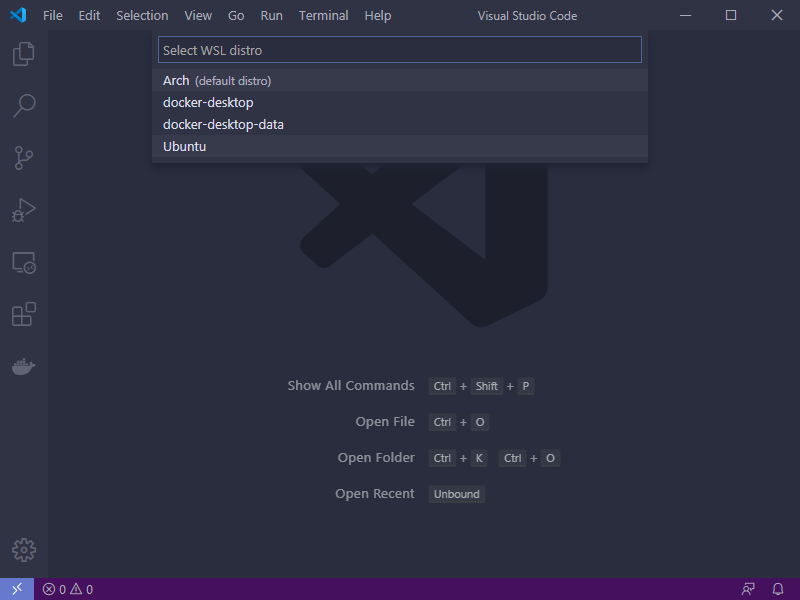 File Edit Selection View Go Run Terminal Help Visual Studio Code
Select WSL distro
Arch (default distro)
docker-desktop
docker-desktop-data
Ubuntu
Show All Commands Ctrl + Shift + P
Open File Ctrl + O
Open Folder Ctrl + K Ctrl + O
Open Recent Unbound
0 0